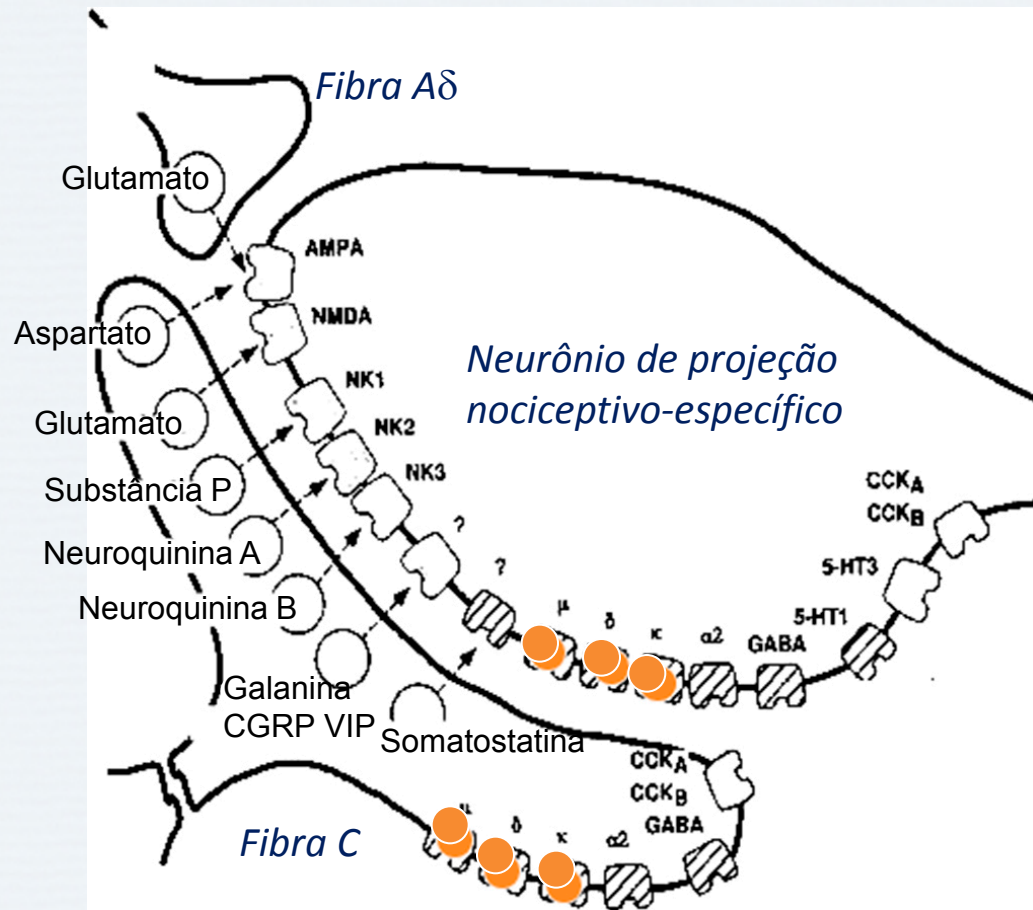 Fibra Aδ
Glutamato
AMPA
Aspartato
NMDA
Neurônio de projeção
nociceptivo-específico
NK1
Glutamato
NK2
NK3
Substância P
Neuroquinina A
Neuroquinina B
?
?
Galanina
CGRP VIP
Somatostatina
μ
δ
κ
α2
GABA
5-HT1
5-HT3
CCKA
CCKB
CCKA
CCKB
GABA
Fibra C
μ
δ
κ
α2